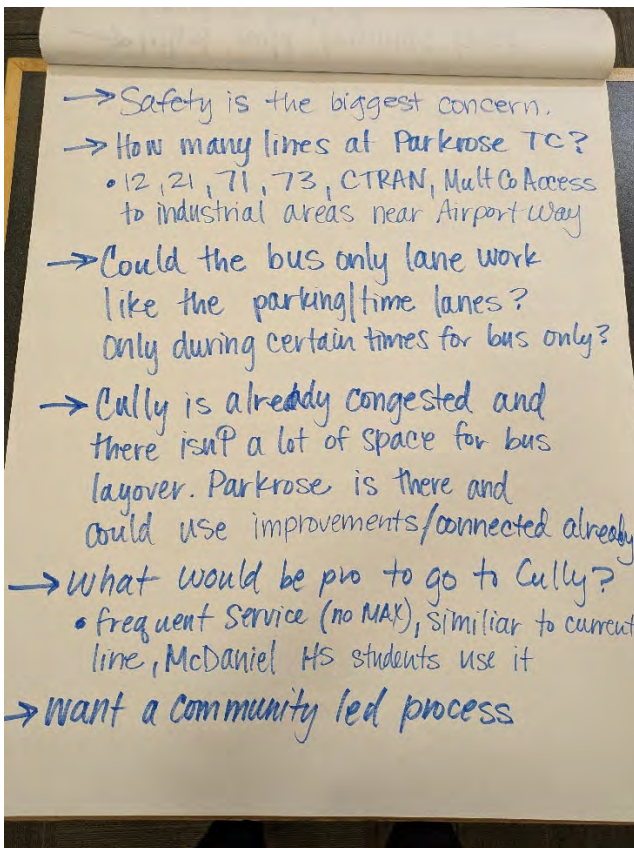 → Safety is the biggest concern.
→ How many lines at Parkrose TC?
• 12, 21, 71, 73, CTRAN, Mult Co Access
to industrial areas near Airport Way
→ Could the bus only lane work
like the parking/time lanes?
only during certain times for bus only?
→ Cully is already congested and
there isn't a lot of space for bus
layover. Parkrose is there and
could use improvements/connected already
→ What would be pro to go to Cully?
• frequent Service (no MAX), similiar to current
line, McDaniel HS students use it
→ want a community led process